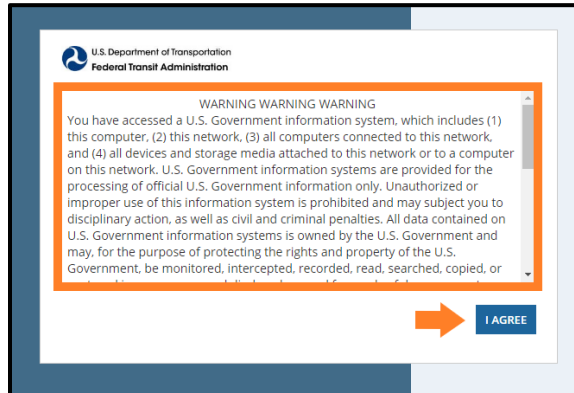 U.S. Department of Transportation
Federal Transit Administration
WARNING WARNING WARNING
You have accessed a U.S. Government information system, which includes (1)
this computer, (2) this network, (3) all computers connected to this network,
and (4) all devices and storage media attached to this network or to a computer
on this network. U.S. Government information systems are provided for the
processing of official U.S. Government information only. Unauthorized or
improper use of this information system is prohibited and may subject you to
disciplinary action, as well as civil and criminal penalties. All data contained on
U.S. Government information systems is owned by the U.S. Government and
may, for the purpose of protecting the rights and property of the U.S.
Government, be monitored, intercepted, recorded, read, searched, copied, or
I AGREE